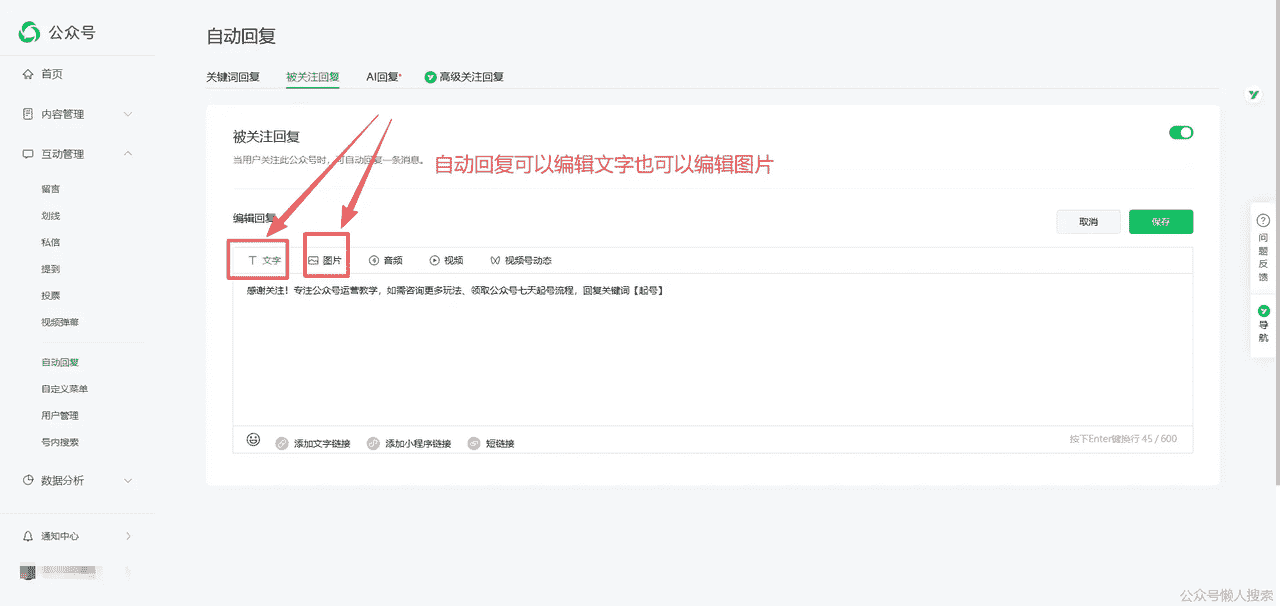 公众号
首页
内容管理
互动管理
留言
划线
私信
提到
投票
视频弹幕
自动回复
自定义菜单
用户管理
号内搜索
数据分析
通知中心
自动回复
关键词回复 被关注回复 AI回复 高级关注回复
被关注回复
当用户关注此公众号时，可自动回复一条消息。
自动回复可以编辑文字也可以编辑图片
编辑回复
取消 保存
文字 图片 音频 视频 视频号动态
感谢关注！专注公众号运营教学，如需咨询更多玩法、领取公众号七天起号流程，回复关键词【起号】
添加文字链接 添加小程序链接 短链接
按下Enter键换行 45 / 600
问题反馈
导航
公众号懒人搜索